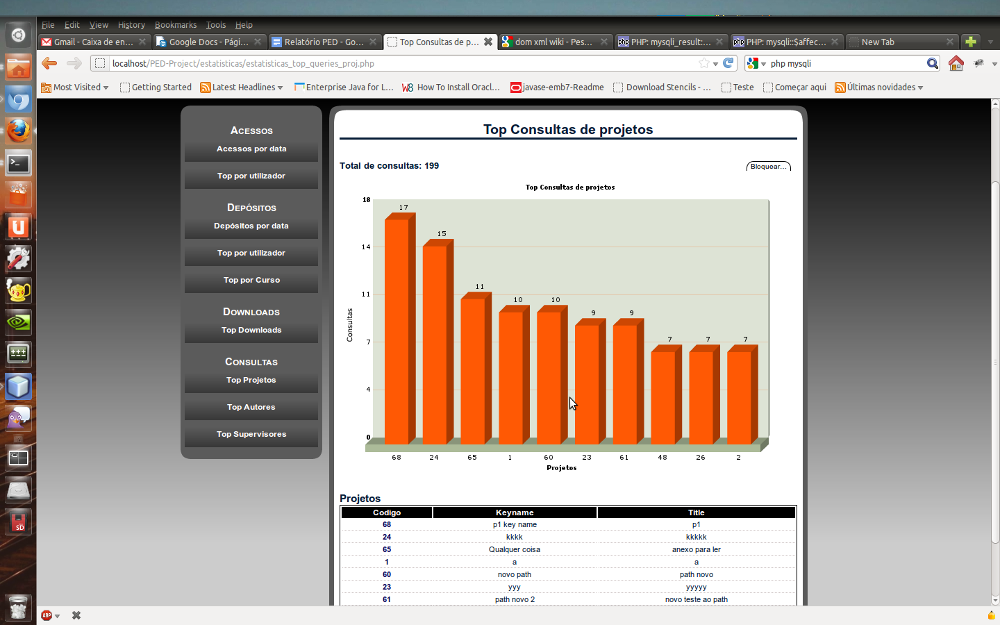 File Edit View History Bookmarks Tools Help
Gmail - Caixa de en... Google Docs - Págin... Relatório PED - Go... Top Consultas de p... dom xml wiki - Pes... PHP: mysqli_result:... PHP: mysqli::$affec... New Tab
localhost/PED-Project/estatisticas/estatisticas_top_queries_proj.php php mysqli
Most Visited Getting Started Latest Headlines Enterprise Java for L... How To Install Oracl... javase-emb7-Readme Download Stencils - ... Teste Começar aqui Últimas novidades
Acessos
Acessos por data
Top por utilizador
Depósitos
Depósitos por data
Top por utilizador
Top por Curso
Downloads
Top Downloads
Consultas
Top Projetos
Top Autores
Top Supervisores
Top Consultas de projetos
Total de consultas: 199
Bloquear...
Top Consultas de projetos
18
14
11
7
4
0
Consultas
17 15 11 10 10 9 9 7 7 7
68 24 65 1 60 23 61 48 26 2
Projetos
Projetos
Codigo Keyname Title
68 p1 key name p1
24 kkkk kkkkk
65 Qualquer coisa anexo para ler
1 a a
60 novo path path novo
23 yyy yyyyy
61 path novo 2 novo teste ao path
ABP
SD